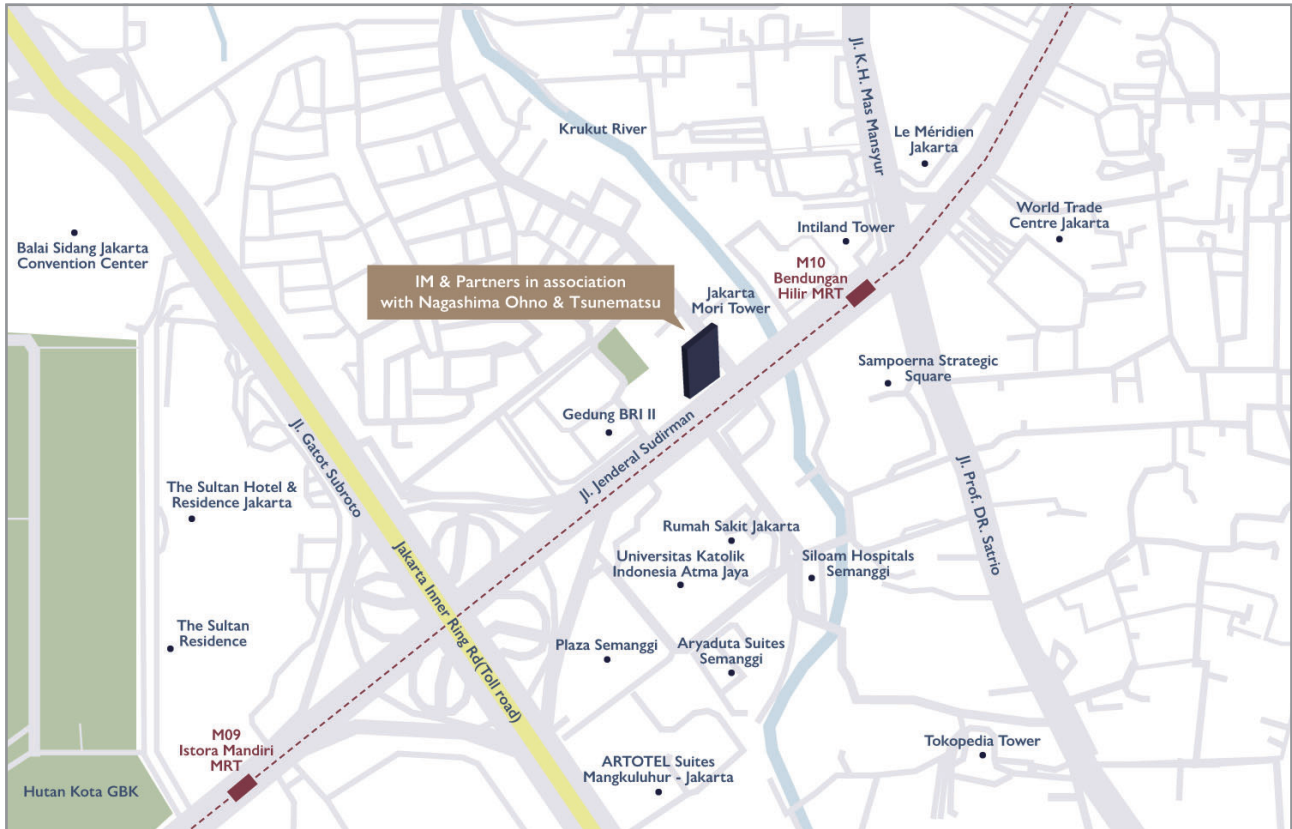 Jl. K.H. Mas Mansyur
Krukut River
Le Méridien
Jakarta
World Trade
Centre Jakarta
Intiland Tower
Balai Sidang Jakarta
Convention Center
M10
Bendungan
Hilir MRT
IM & Partners in association
with Nagashima Ohno & Tsunematsu
Jakarta
Mori Tower
Sampoerna Strategic
Square
Gedung BRI II
Jl. Jenderal Sudirman
Jl. Gatot Subroto
Jl. Prof. DR. Satrio
The Sultan Hotel &
Residence Jakarta
Rumah Sakit Jakarta
Universitas Katolik
Indonesia Atma Jaya
Siloam Hospitals
Semanggi
Jakarta Inner Ring Rd(Toll road)
The Sultan
Residence
Plaza Semanggi
Aryaduta Suites
Semanggi
M09
Istora Mandiri
MRT
Tokopedia Tower
ARTOTEL Suites
Mangkuluhur - Jakarta
Hutan Kota GBK